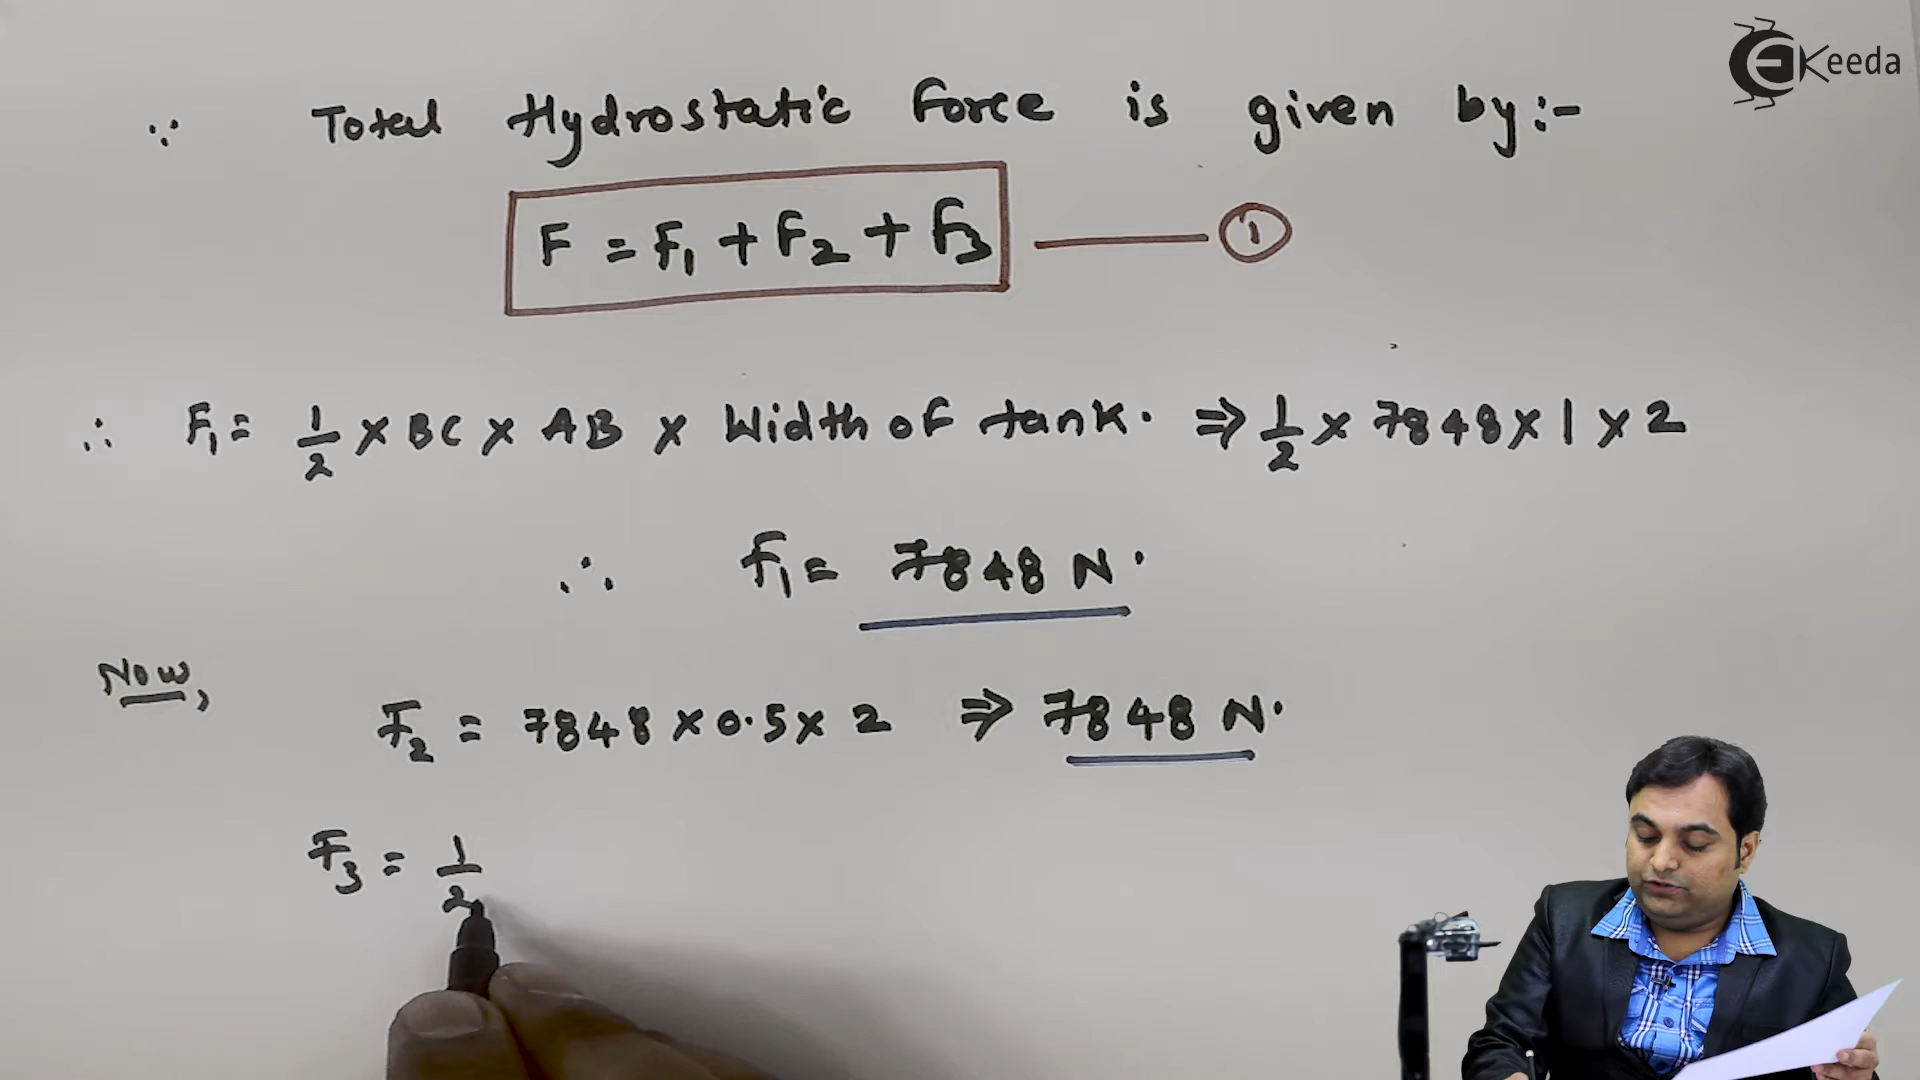 Ekeeda
∵ Total Hydrostatic Force is given by:-
F = F₁ + F₂ + F₃ ——— ①
∴ F₁ = 1/2 × BC × AB × Width of tank. ⇒ 1/2 × 7848 × 1 × 2
∴ F₁ = 7848 N.
Now,
F₂ = 7848 × 0.5 × 2 ⇒ 7848 N.
F₃ = 1/2